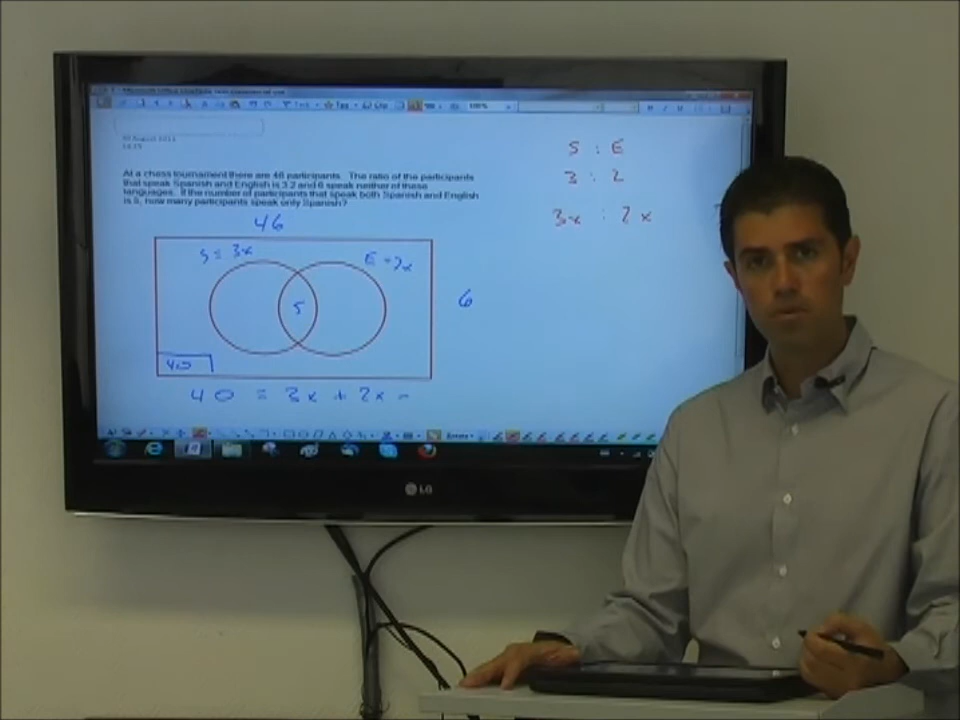 At a chess tournament there are 46 participants. The ratio of the participants
that speak Spanish and English is 3:2 and 6 speak neither of these
languages. If the number of participants that speak both Spanish and English
is 5, how many participants speak only Spanish?
S : E
3 : 2
3x : 2x
46
S = 3x
E = 2x
5
6
40
40 = 3x + 2x -
100%
LG